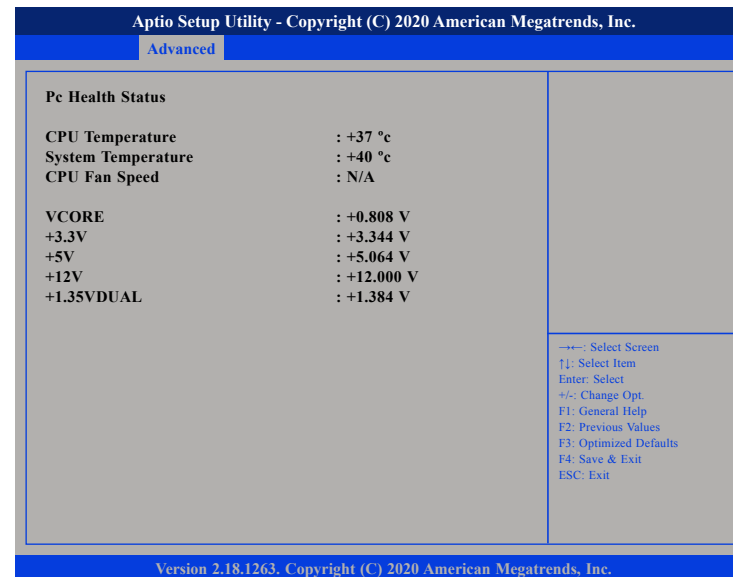 Aptio Setup Utility - Copyright (C) 2020 American Megatrends, Inc.
Advanced
Pc Health Status
CPU Temperature : +37 °c
System Temperature : +40 °c
CPU Fan Speed : N/A
VCORE : +0.808 V
+3.3V : +3.344 V
+5V : +5.064 V
+12V : +12.000 V
+1.35VDUAL : +1.384 V
→←: Select Screen
↑↓: Select Item
Enter: Select
+/-: Change Opt.
F1: General Help
F2: Previous Values
F3: Optimized Defaults
F4: Save & Exit
ESC: Exit
Version 2.18.1263. Copyright (C) 2020 American Megatrends, Inc.